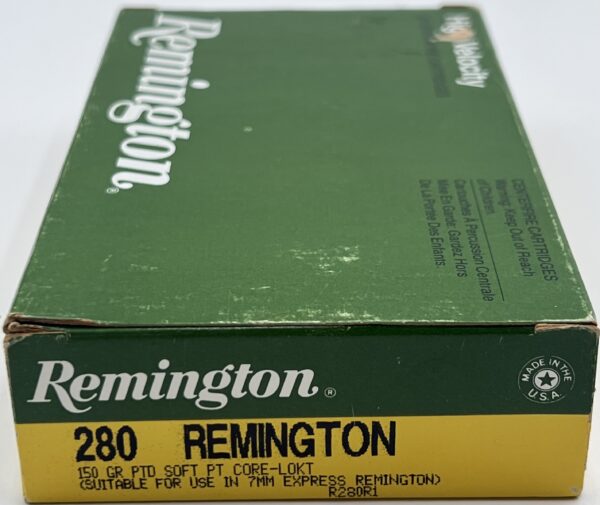 Remington®
High Velocity
CENTERFIRE CARTRIDGES
Warning: Keep Out of Reach
of Children
Cartouches À Percussion Centrale
Mise En Garde: Gardez Hors
De La Portée Des Enfants.
Remington®
MADE IN THE
U.S.A.
280 REMINGTON
150 GR PTD SOFT PT CORE-LOKT
(SUITABLE FOR USE IN 7MM EXPRESS REMINGTON)
R280R1